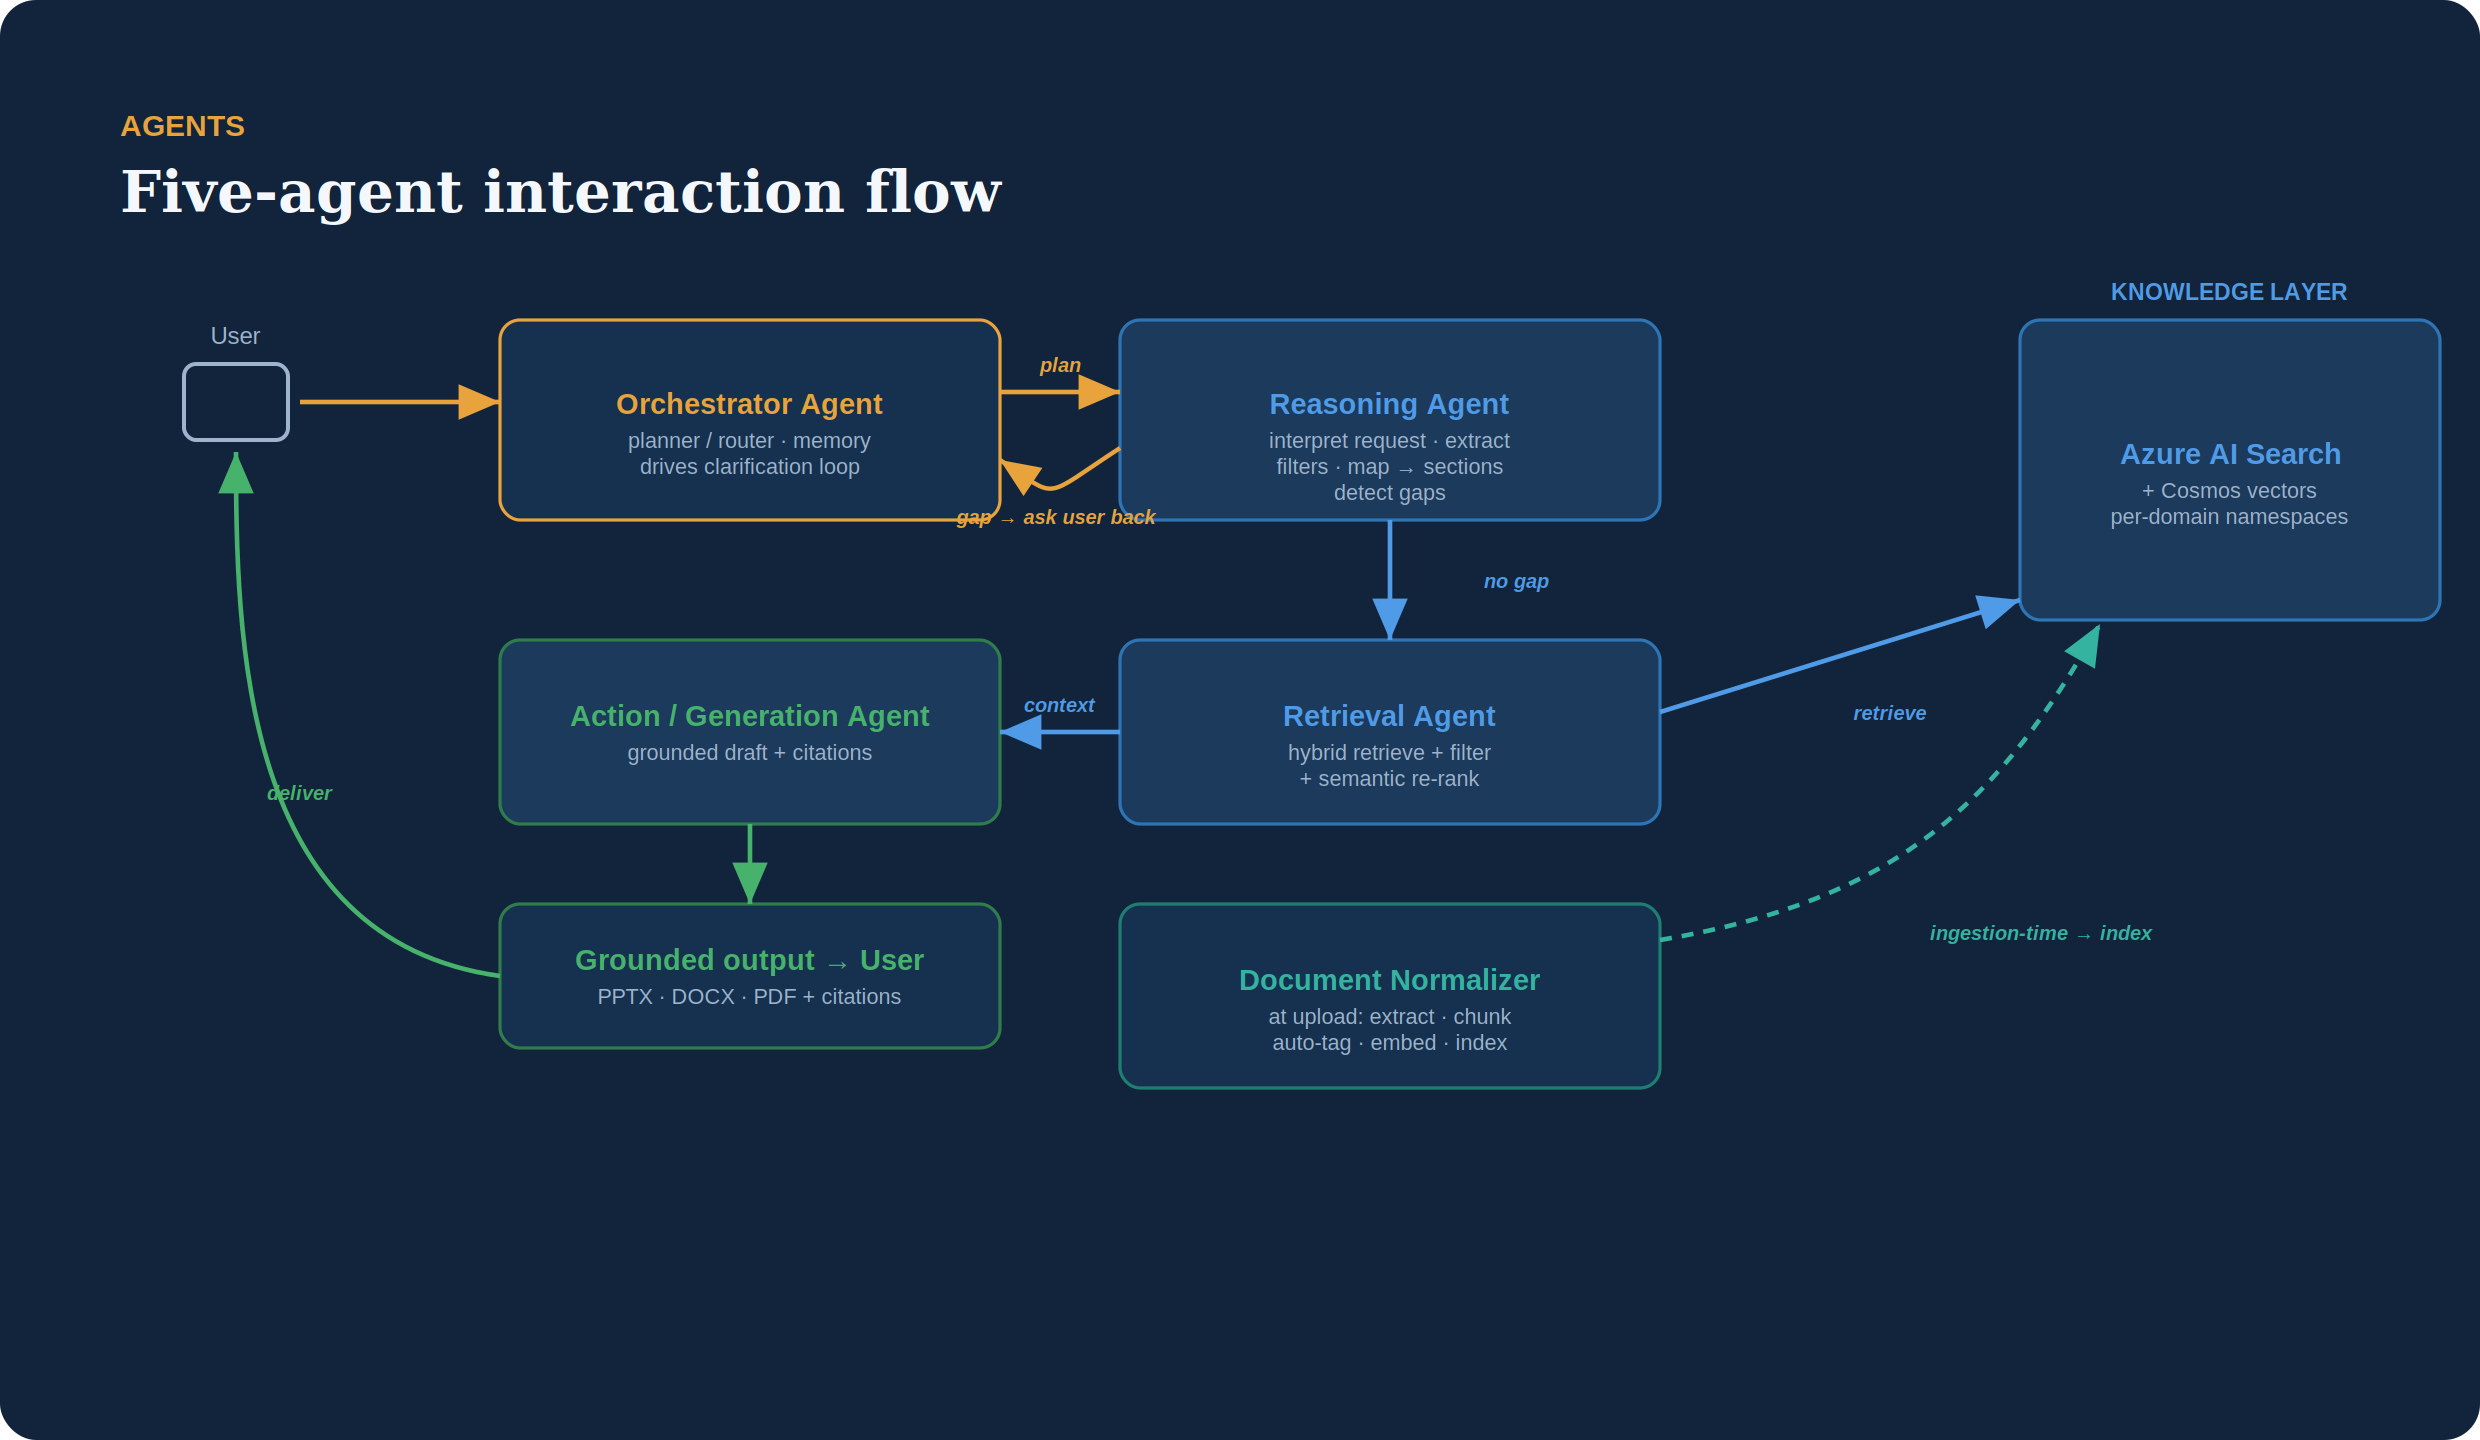 AGENTS
Five-agent interaction flow
KNOWLEDGE LAYER
User
Orchestrator Agent
planner / router · memory
drives clarification loop
plan
gap → ask user back
Reasoning Agent
interpret request · extract
filters · map → sections
detect gaps
Azure AI Search
+ Cosmos vectors
per-domain namespaces
no gap
Action / Generation Agent
grounded draft + citations
context
Retrieval Agent
hybrid retrieve + filter
+ semantic re-rank
retrieve
deliver
Grounded output → User
PPTX · DOCX · PDF + citations
Document Normalizer
at upload: extract · chunk
auto-tag · embed · index
ingestion-time → index